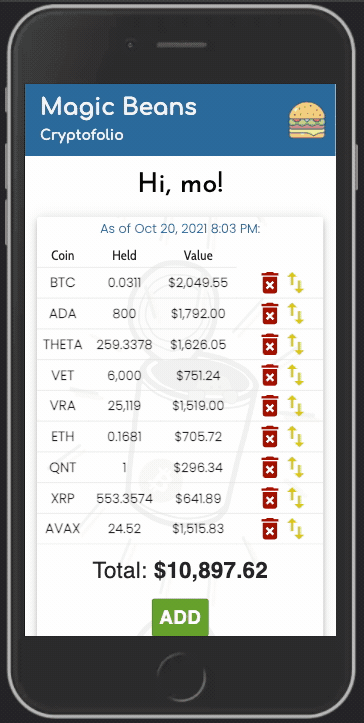 Magic Beans
Cryptofolio
Hi, mo!
As of Oct 20, 2021 8:03 PM:
Coin Held Value
BTC 0.0311 $2,049.55
ADA 800 $1,792.00
THETA 259.3378 $1,626.05
VET 6,000 $751.24
VRA 25,119 $1,519.00
ETH 0.1681 $705.72
QNT 1 $296.34
XRP 553.3574 $641.89
AVAX 24.52 $1,515.83
Total: $10,897.62
ADD